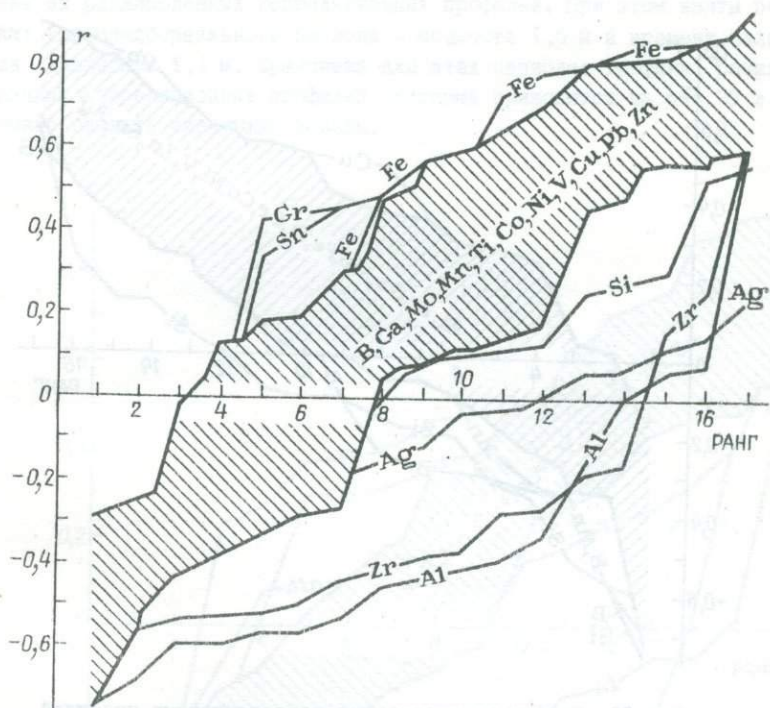 r
0,8
0,6
0,4
0,2
0
-0,2
-0,4
-0,6
2
4
6
8
10
12
14
16
РАНГ
Fe
Fe
Fe
Fe
Gr
Sn
B, Ga, Mo, Mn, Ti, Co, Ni, V, Cu, Pb, Zn
Si
Zr
Ag
Ag
Al
Zr
Al